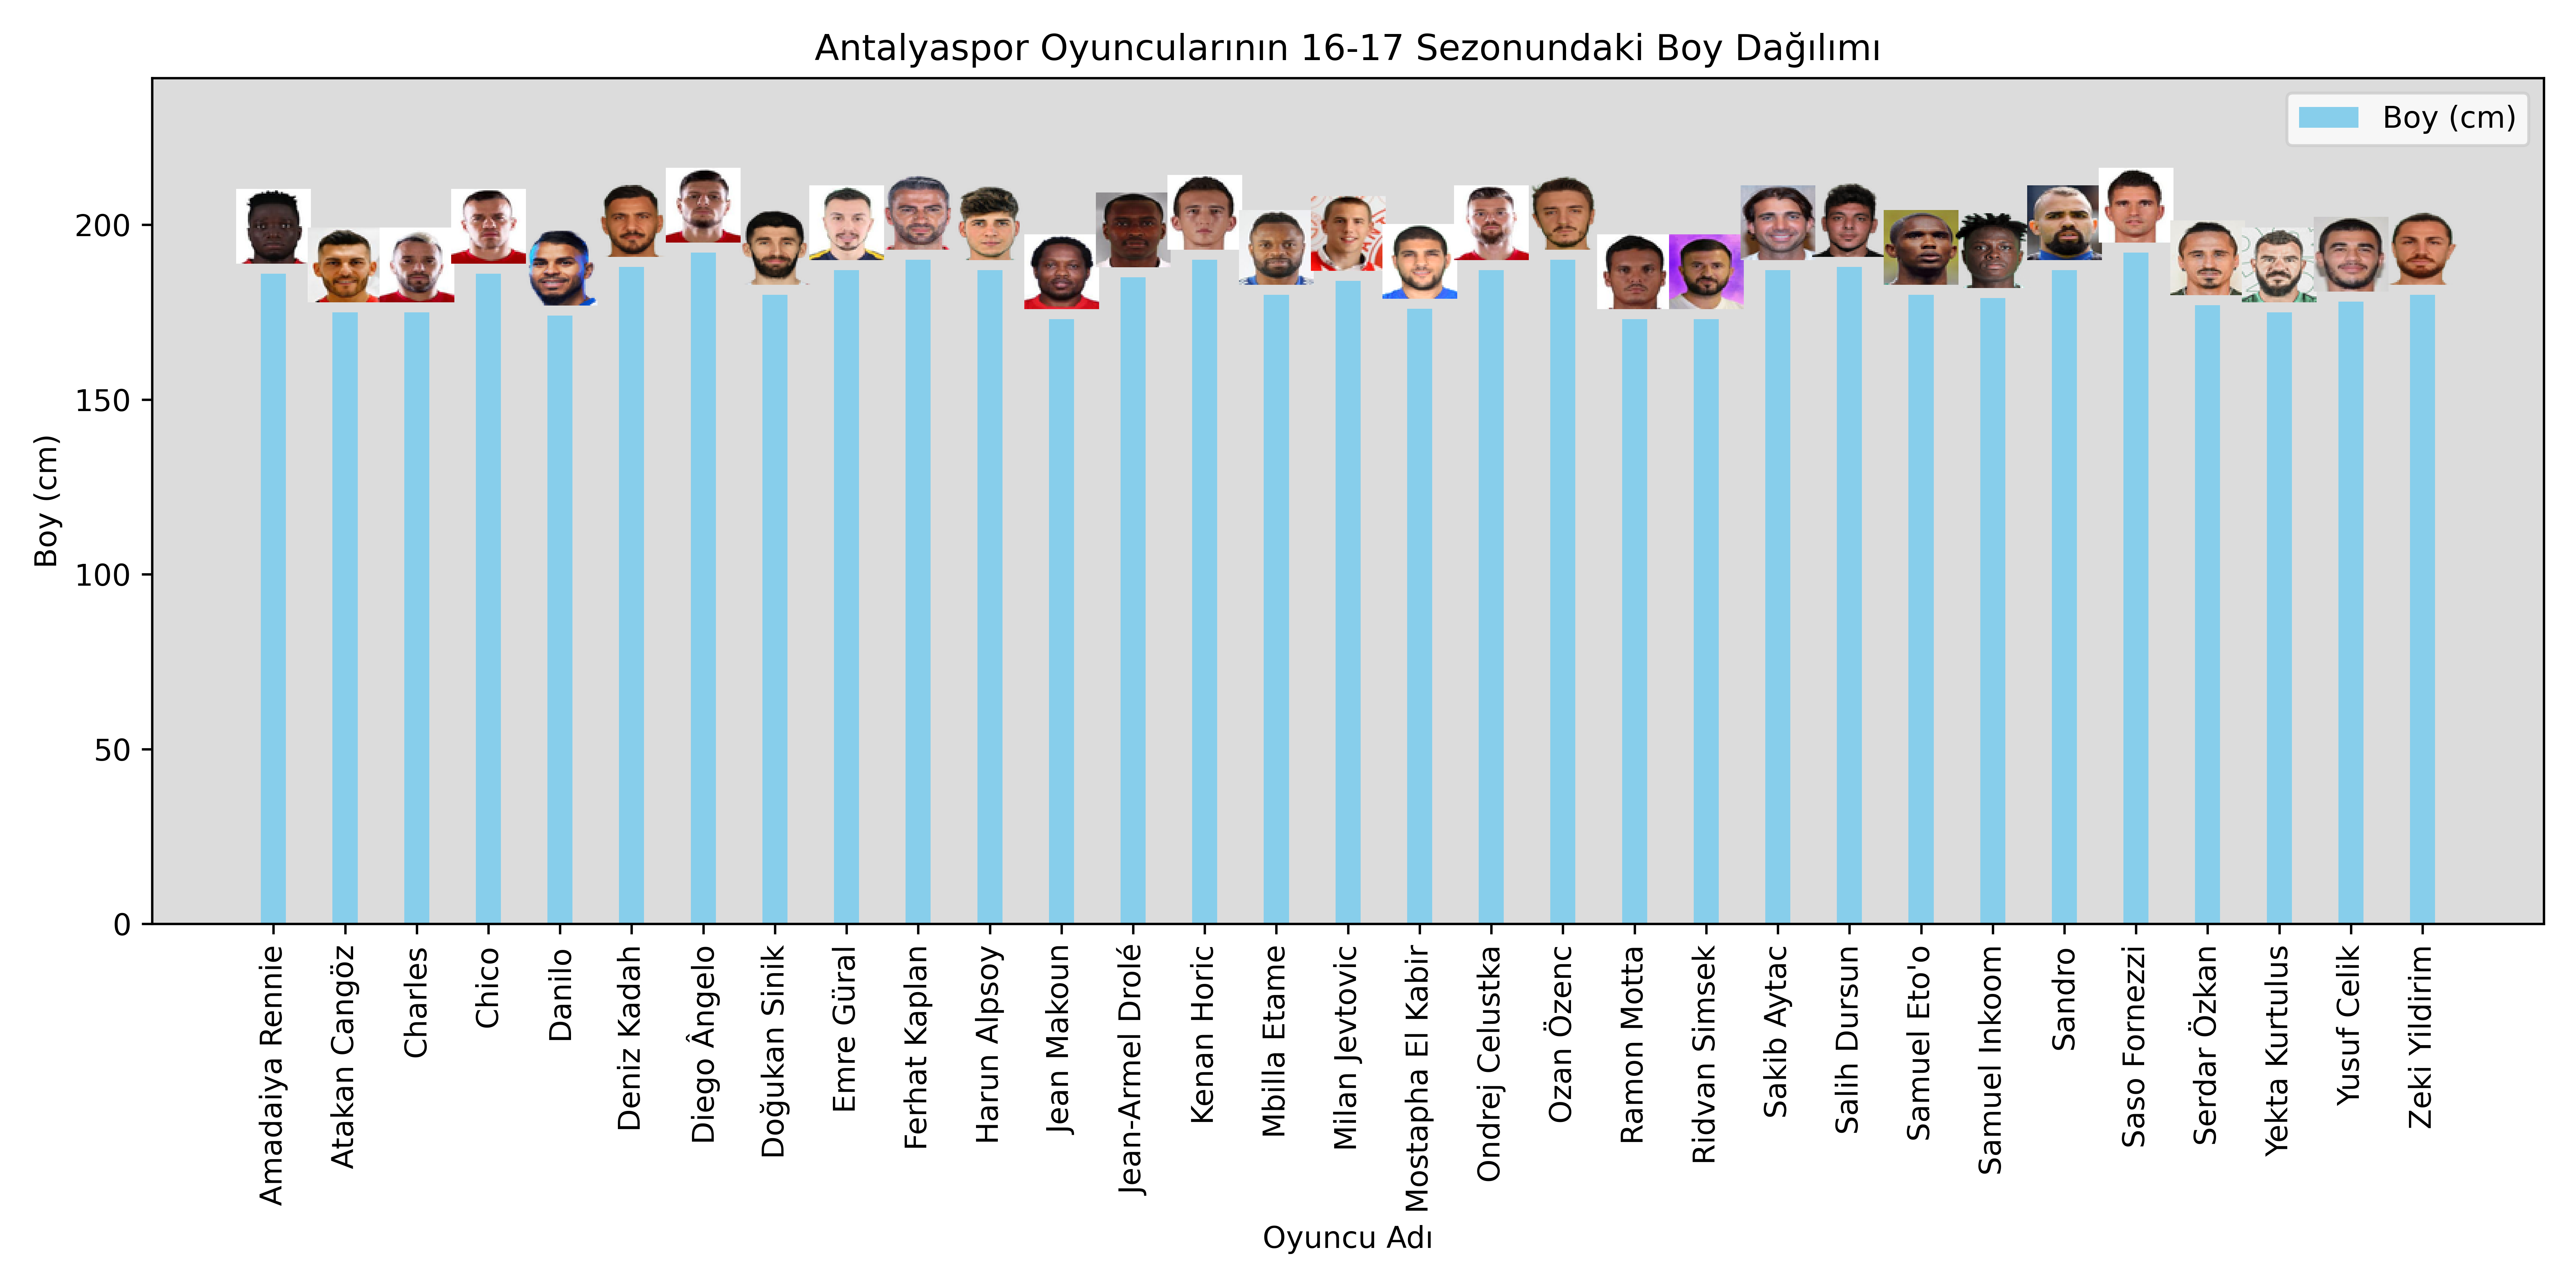 Antalyaspor Oyuncularının 16-17 Sezonundaki Boy Dağılımı
Boy (cm)
Boy (cm)
200
150
100
50
0
Amadaiya Rennie
Atakan Cangöz
Charles
Chico
Danilo
Deniz Kadah
Diego Ângelo
Doğukan Sinik
Emre Güral
Ferhat Kaplan
Harun Alpsoy
Jean Makoun
Jean-Armel Drolé
Kenan Horic
Mbilla Etame
Milan Jevtovic
Mostapha El Kabir
Ondrej Celustka
Ozan Özenc
Ramon Motta
Ridvan Simsek
Sakib Aytac
Salih Dursun
Samuel Eto'o
Samuel Inkoom
Sandro
Saso Fornezzi
Serdar Özkan
Yekta Kurtulus
Yusuf Celik
Zeki Yildirim
Oyuncu Adı